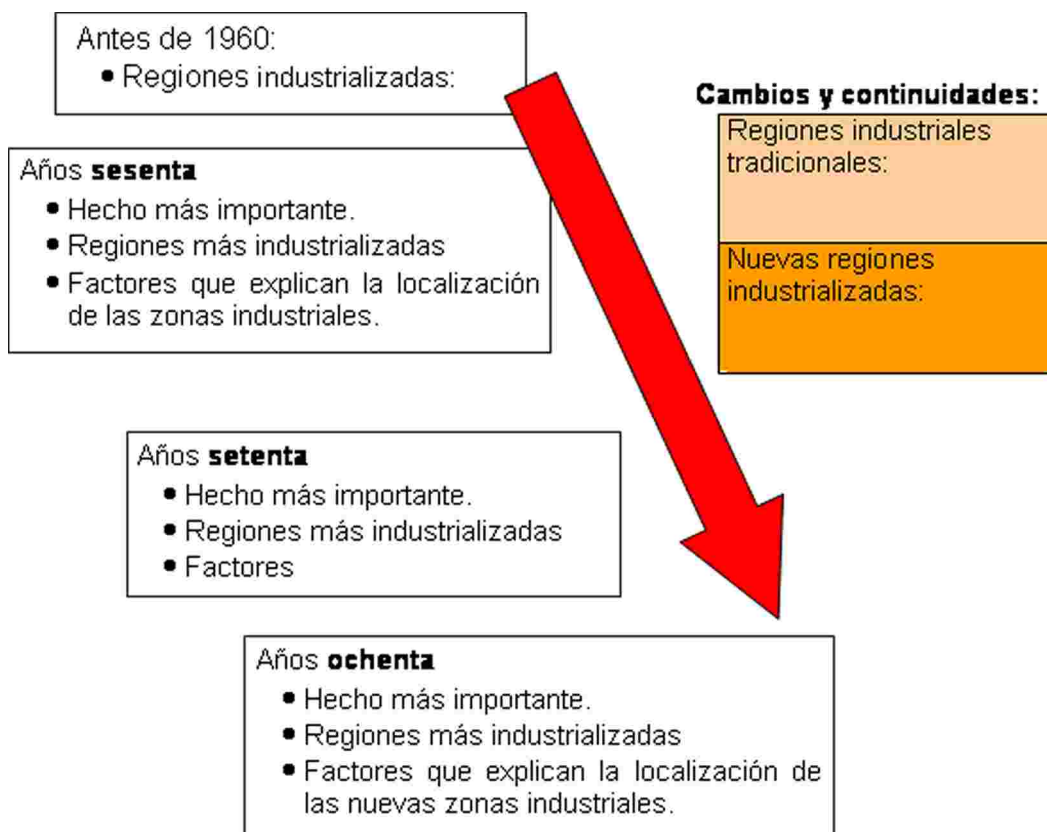 Antes de 1960:
• Regiones industrializadas:
Cambios y continuidades:
Regiones industriales
tradicionales:
Nuevas regiones
industrializadas:
Años sesenta
• Hecho más importante.
• Regiones más industrializadas
• Factores que explican la localización
de las zonas industriales.
Años setenta
• Hecho más importante.
• Regiones más industrializadas
• Factores
Años ochenta
• Hecho más importante.
• Regiones más industrializadas
• Factores que explican la localización de
las nuevas zonas industriales.